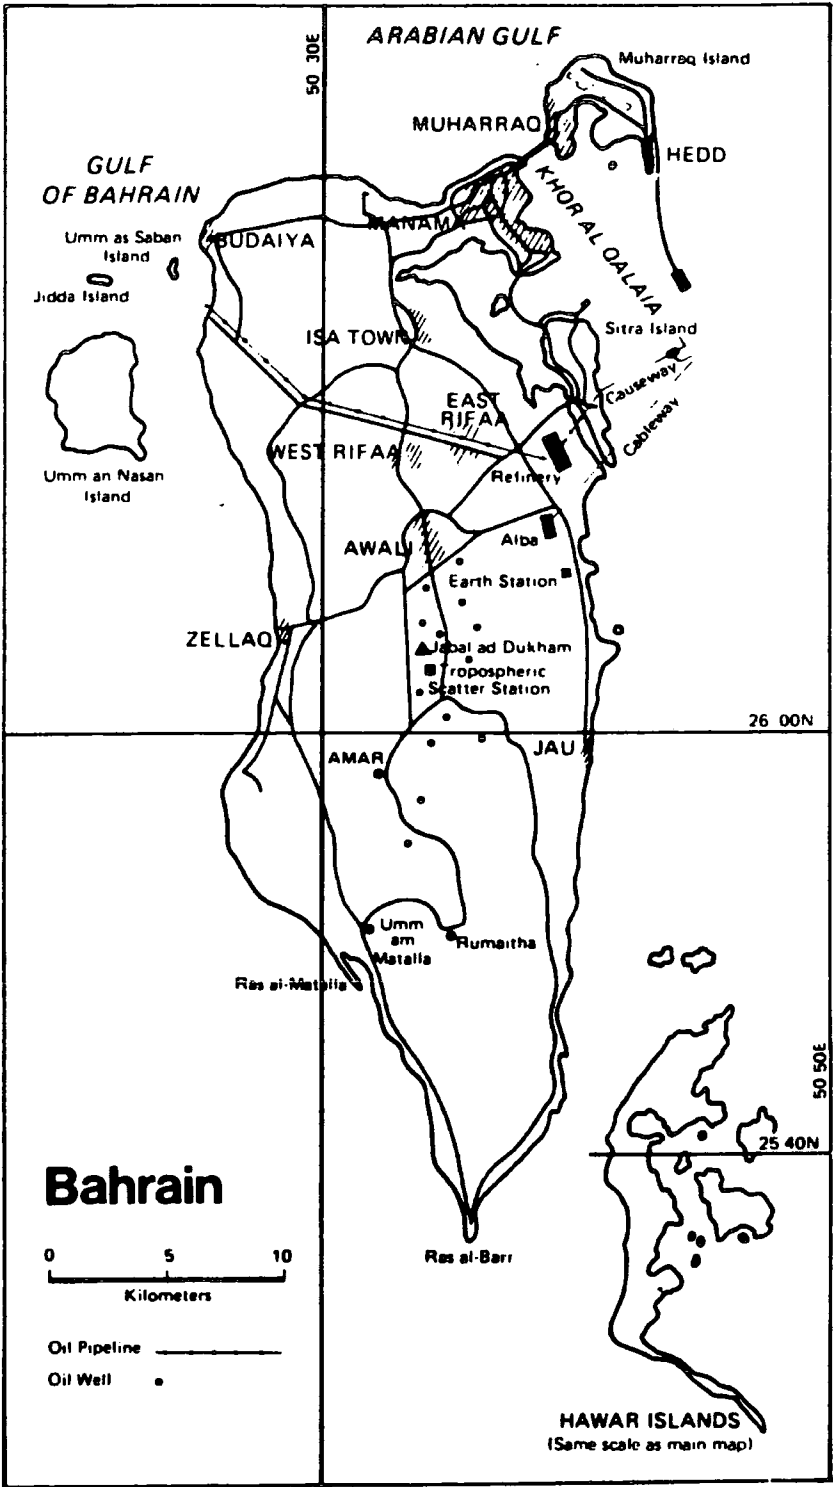 ARABIAN GULF
50 30E
Muharraq Island
MUHARRAQ
HEDD
GULF
OF BAHRAIN
KHOR AL QALAIA
MANAMA
Umm as Saban
Island
BUDAIYA
Jidda Island
Sitra Island
ISA TOWN
Causeway
EAST
RIFAA
Cableway
WEST RIFAA
Umm an Nasan
Island
Refinery
Alba
AWALI
Earth Station
ZELLAQ
Jabal ad Dukham
Tropospheric
Scatter Station
26 00N
JAU
AMAR
Umm
am
Matalla
Rumaitha
Ras al-Matalla
50 50E
25 40N
Bahrain
0 5 10
Kilometers
Ras al-Barr
Oil Pipeline
Oil Well
HAWAR ISLANDS
(Same scale as main map)